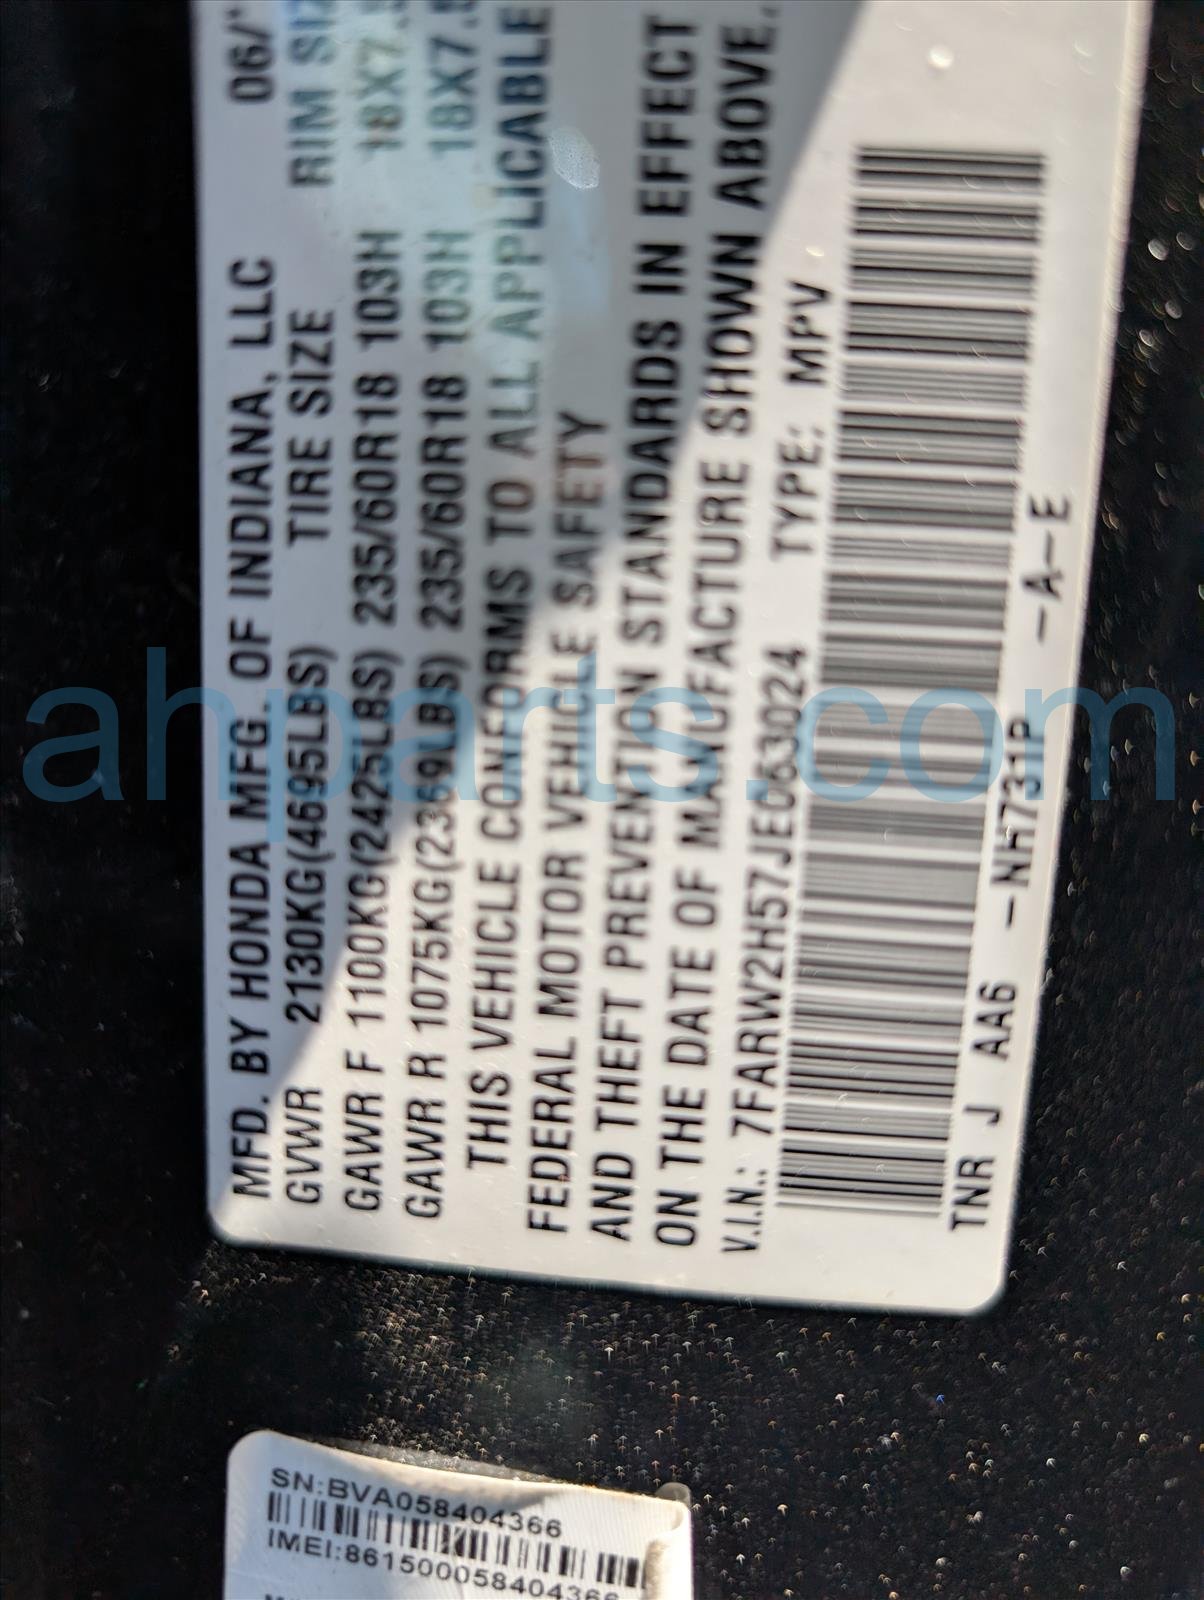 MFD. BY HONDA MFG. OF INDIANA, LLC 06/
GVWR 2130KG(4695LBS) TIRE SIZE RIM SIZ
GAWR F 1100KG(2425LBS) 235/60R18 103H 18X7.5
GAWR R 1075KG(2369LBS) 235/60R18 103H 18X7.5
THIS VEHICLE CONFORMS TO ALL APPLICABLE
FEDERAL MOTOR VEHICLE SAFETY
AND THEFT PREVENTION STANDARDS IN EFFECT
ON THE DATE OF MANUFACTURE SHOWN ABOVE.
V.I.N.: 7FARW2H57JE063024 TYPE: MPV
TNR J AA6 -NH731P -A-E
ahparts.com
SN:BVA058404366
IMEI:861500058404366